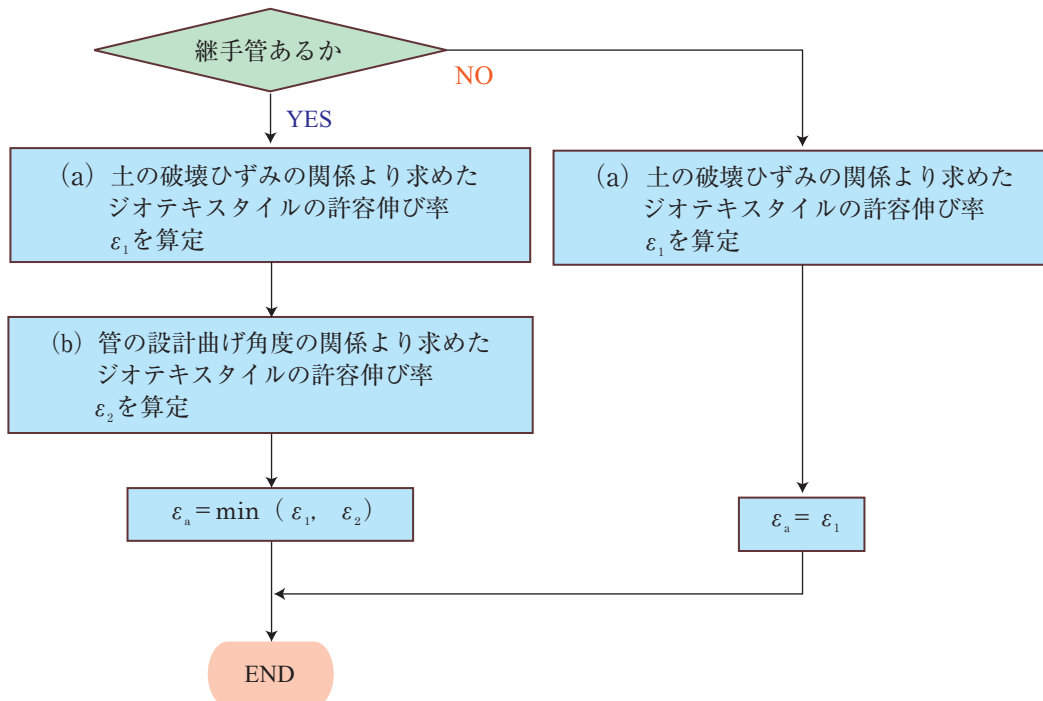 継手管あるか
NO
YES
(a) 土の破壊ひずみの関係より求めた
ジオテキスタイルの許容伸び率
ε₁を算定
(a) 土の破壊ひずみの関係より求めた
ジオテキスタイルの許容伸び率
ε₁を算定
(b) 管の設計曲げ角度の関係より求めた
ジオテキスタイルの許容伸び率
ε₂を算定
εₐ=min（ε₁, ε₂）
εₐ= ε₁
END